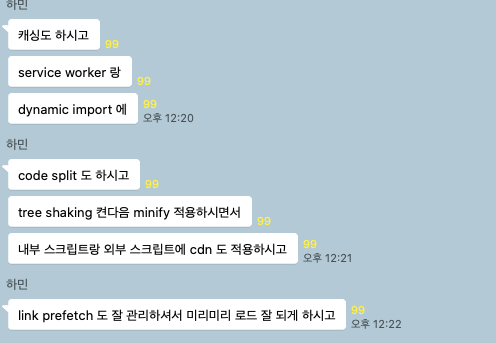 하민
캐싱도 하시고
99
service worker 랑
99
dynamic import 에
99
오후 12:20
하민
code split 도 하시고
99
tree shaking 켠다음 minify 적용하시면서
99
내부 스크립트랑 외부 스크립트에 cdn 도 적용하시고
99
오후 12:21
하민
link prefetch 도 잘 관리하셔서 미리미리 로드 잘 되게 하시고
99
오후 12:22